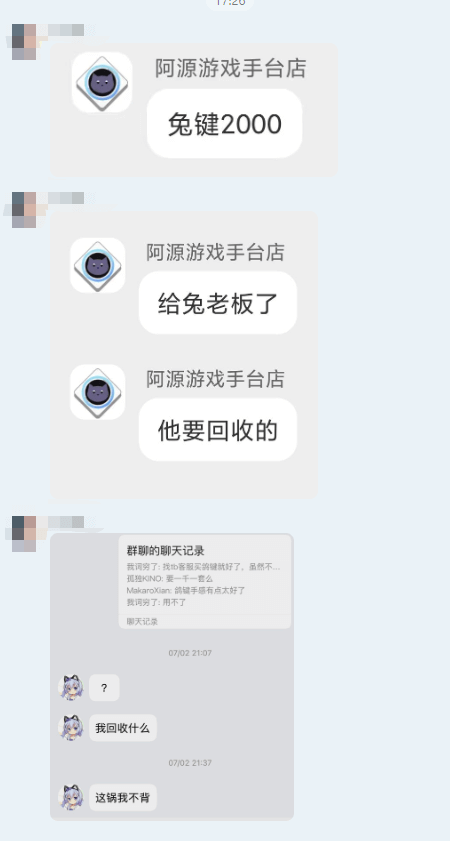 17:26
阿源游戏手台店
兔键2000
阿源游戏手台店
给兔老板了
阿源游戏手台店
他要回收的
群聊的聊天记录
我词穷了: 找fb客服买鸽键就好了，虽然不...
孤独KINO: 要一千一套么
MakaroXian: 鸽键手感有点太好了
我词穷了: 用不了
聊天记录
07/02 21:07
?
我回收什么
07/02 21:37
这锅我不背